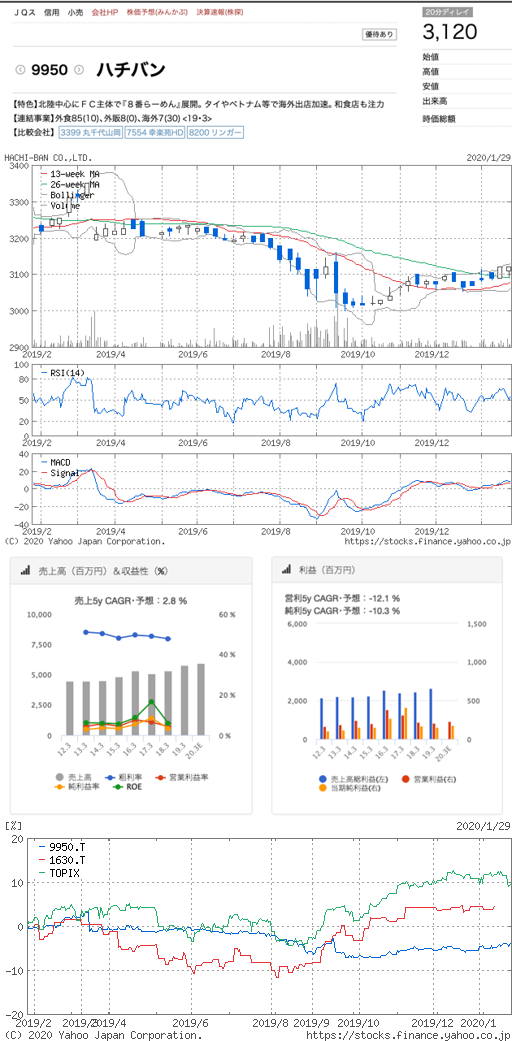 JQス 信用 小売 会社HP 株価予想(みんかぶ) 決算速報(株探)
20分ディレイ
優待あり
3,120
9950 ハチバン
始値
高値
安値
出来高
時価総額
【特色】北陸中心にFC主体で『8番らーめん』展開。タイやベトナム等で海外出店加速。和食店も注力
【連結事業】外食85(10)、外販8(0)、海外7(30)<19・3>
【比較会社】3399 丸千代山岡 7554 幸楽苑HD 8200 リンガー
HACHI-BAN CO.,LTD. 2020/1/29
3400
13-week MA
26-week MA
Bollinger
Volume
3300
3200
3100
3000
2900
2019/2 2019/4 2019/6 2019/8 2019/10 2019/12
100
RSI(14)
80
50
20
0
2019/2 2019/4 2019/6 2019/8 2019/10 2019/12
40
MACD
Signal
20
0
-20
-40
2019/2 2019/4 2019/6 2019/8 2019/10 2019/12
(C) 2020 Yahoo Japan Corporation. https://stocks.finance.yahoo.co.jp/
売上高（百万円）＆収益性（%）
売上5y CAGR・予想：2.8 %
10,000 60 %
7,500
40 %
5,000
20 %
2,500
0 0 %
12.3 13.3 14.3 15.3 16.3 17.3 18.3 19.3 20.3E
売上高 粗利率 営業利益率
純利益率 ROE
利益（百万円）
営利5y CAGR・予想：-12.1 %
純利5y CAGR・予想：-10.3 %
6,000 1,500
4,000 1,000
2,000 500
0 0
12.3 13.3 14.3 15.3 16.3 17.3 18.3 19.3 20.3E
売上高総利益(左) 営業利益(右)
当期純利益(右)
[%] 2020/1/29
20
9950.T
1630.T
TOPIX
10
0
-10
-20
2019/2 2019/3 2019/4 2019/6 2019/8 2019/9 2019/10 2019/12 2020/1
(C) 2020 Yahoo Japan Corporation. https://stocks.finance.yahoo.co.jp/